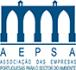 AEPSA
ASSOCIAÇÃO DAS EMPRESAS
PORTUGUESAS PARA O SECTOR DO AMBIENTE